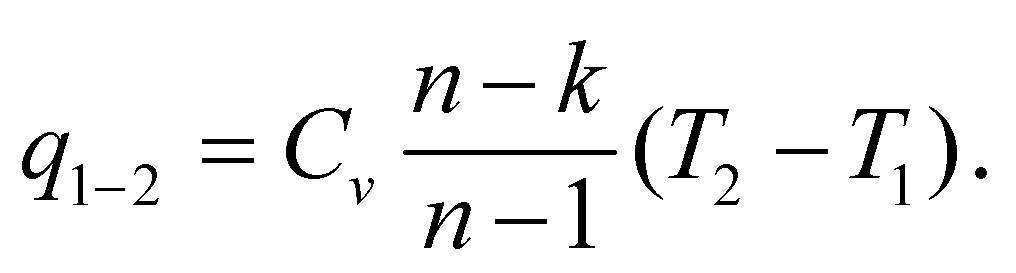 q₁₋₂ = Cᵥ (n − k)/(n − 1) (T₂ − T₁).